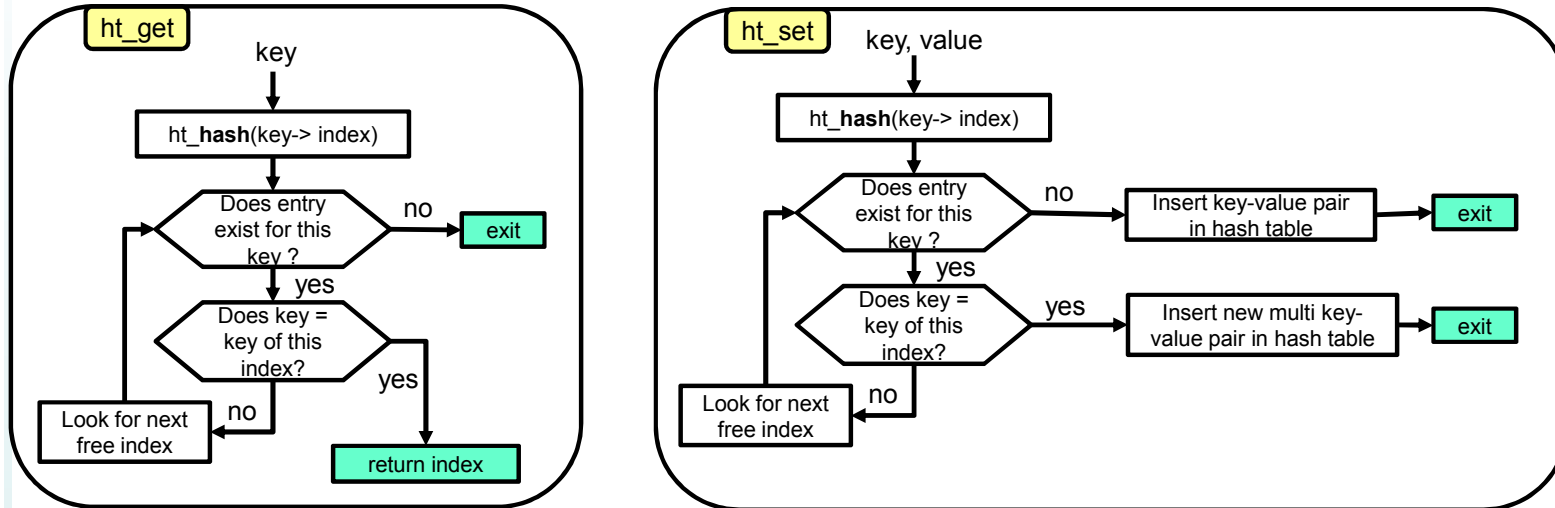 ht_get
key
ht_hash(key-> index)
Does entry
exist for this
key ?
no
exit
yes
Does key =
key of this
index?
yes
no
Look for next
free index
return index
ht_set
key, value
ht_hash(key-> index)
Does entry
exist for this
key ?
no
Insert key-value pair
in hash table
exit
yes
Does key =
key of this
index?
yes
Insert new multi key-
value pair in hash table
exit
no
Look for next
free index